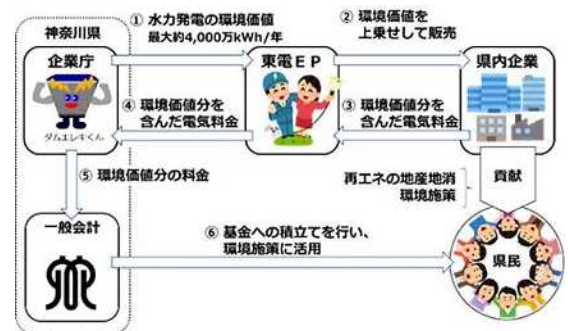 神奈川県
企業庁
ダムエレキくん
① 水力発電の環境価値
最大約4,000万kWh/年
東電EP
② 環境価値を
上乗せして販売
県内企業
③ 環境価値分を
含んだ電気料金
④ 環境価値分を
含んだ電気料金
⑤ 環境価値分の料金
一般会計
⑥ 基金への積立てを行い、
環境施策に活用
再エネの地産地消
環境施策
貢献
県民